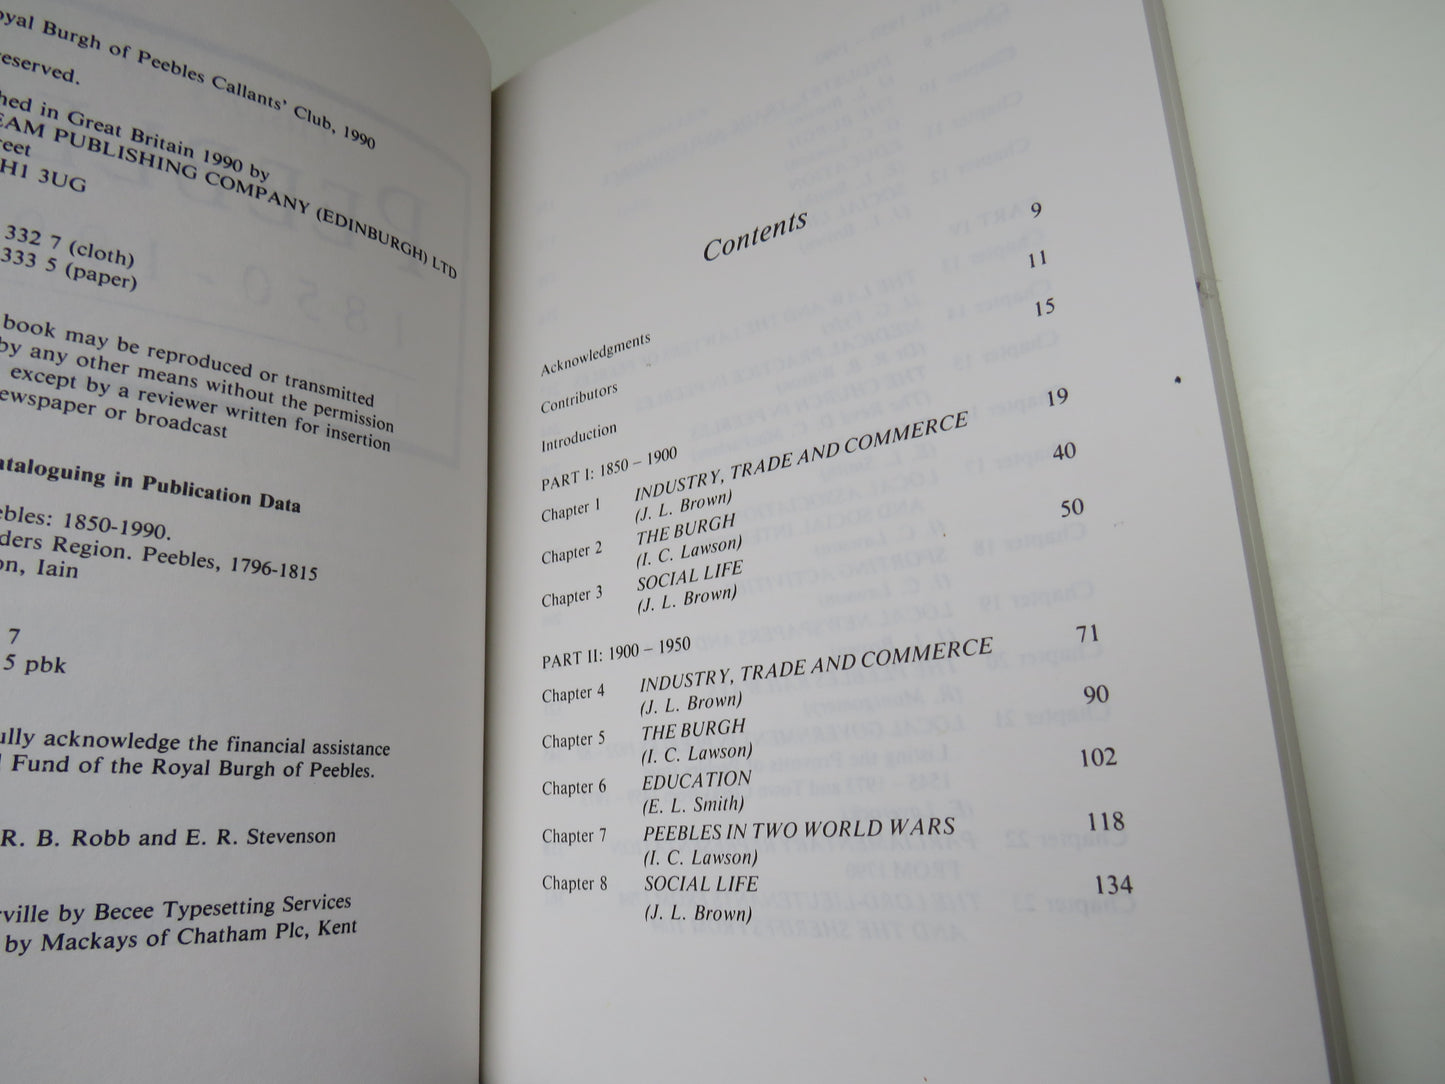 oyal Burgh of Peebles Callants' Club, 1990
eserved.
hed in Great Britain 1990 by
EAM PUBLISHING COMPANY (EDINBURGH) LTD
reet
H1 3UG
332 7 (cloth)
333 5 (paper)
book may be reproduced or transmitted
by any other means without the permission
except by a reviewer written for insertion
ewspaper or broadcast
ataloguing in Publication Data
ebles: 1850-1990.
ders Region. Peebles, 1796-1815
on, Iain
7
5 pbk
ully acknowledge the financial assistance
Fund of the Royal Burgh of Peebles.
R. B. Robb and E. R. Stevenson
rville by Becee Typesetting Services
by Mackays of Chatham Plc, Kent
Contents
Acknowledgments 9
Contributors 11
Introduction 15
PART I: 1850 – 1900
Chapter 1 INDUSTRY, TRADE AND COMMERCE 19
(J. L. Brown)
Chapter 2 THE BURGH 40
(I. C. Lawson)
Chapter 3 SOCIAL LIFE 50
(J. L. Brown)
PART II: 1900 – 1950
Chapter 4 INDUSTRY, TRADE AND COMMERCE 71
(J. L. Brown)
Chapter 5 THE BURGH 90
(I. C. Lawson)
Chapter 6 EDUCATION 102
(E. L. Smith)
Chapter 7 PEEBLES IN TWO WORLD WARS 118
(I. C. Lawson)
Chapter 8 SOCIAL LIFE 134
(J. L. Brown)